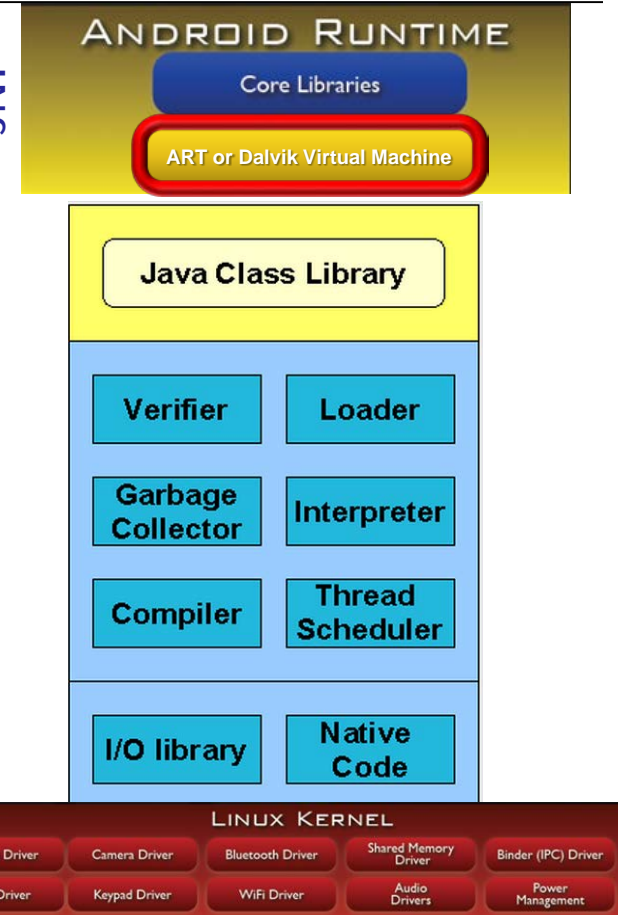 ANDROID RUNTIME
Core Libraries
ART or Dalvik Virtual Machine
Java Class Library
Verifier
Loader
Garbage
Collector
Interpreter
Compiler
Thread
Scheduler
I/O library
Native
Code
LINUX KERNEL
Driver
Camera Driver
Bluetooth Driver
Shared Memory
Driver
Binder (IPC) Driver
Driver
Keypad Driver
WiFi Driver
Audio
Drivers
Power
Management